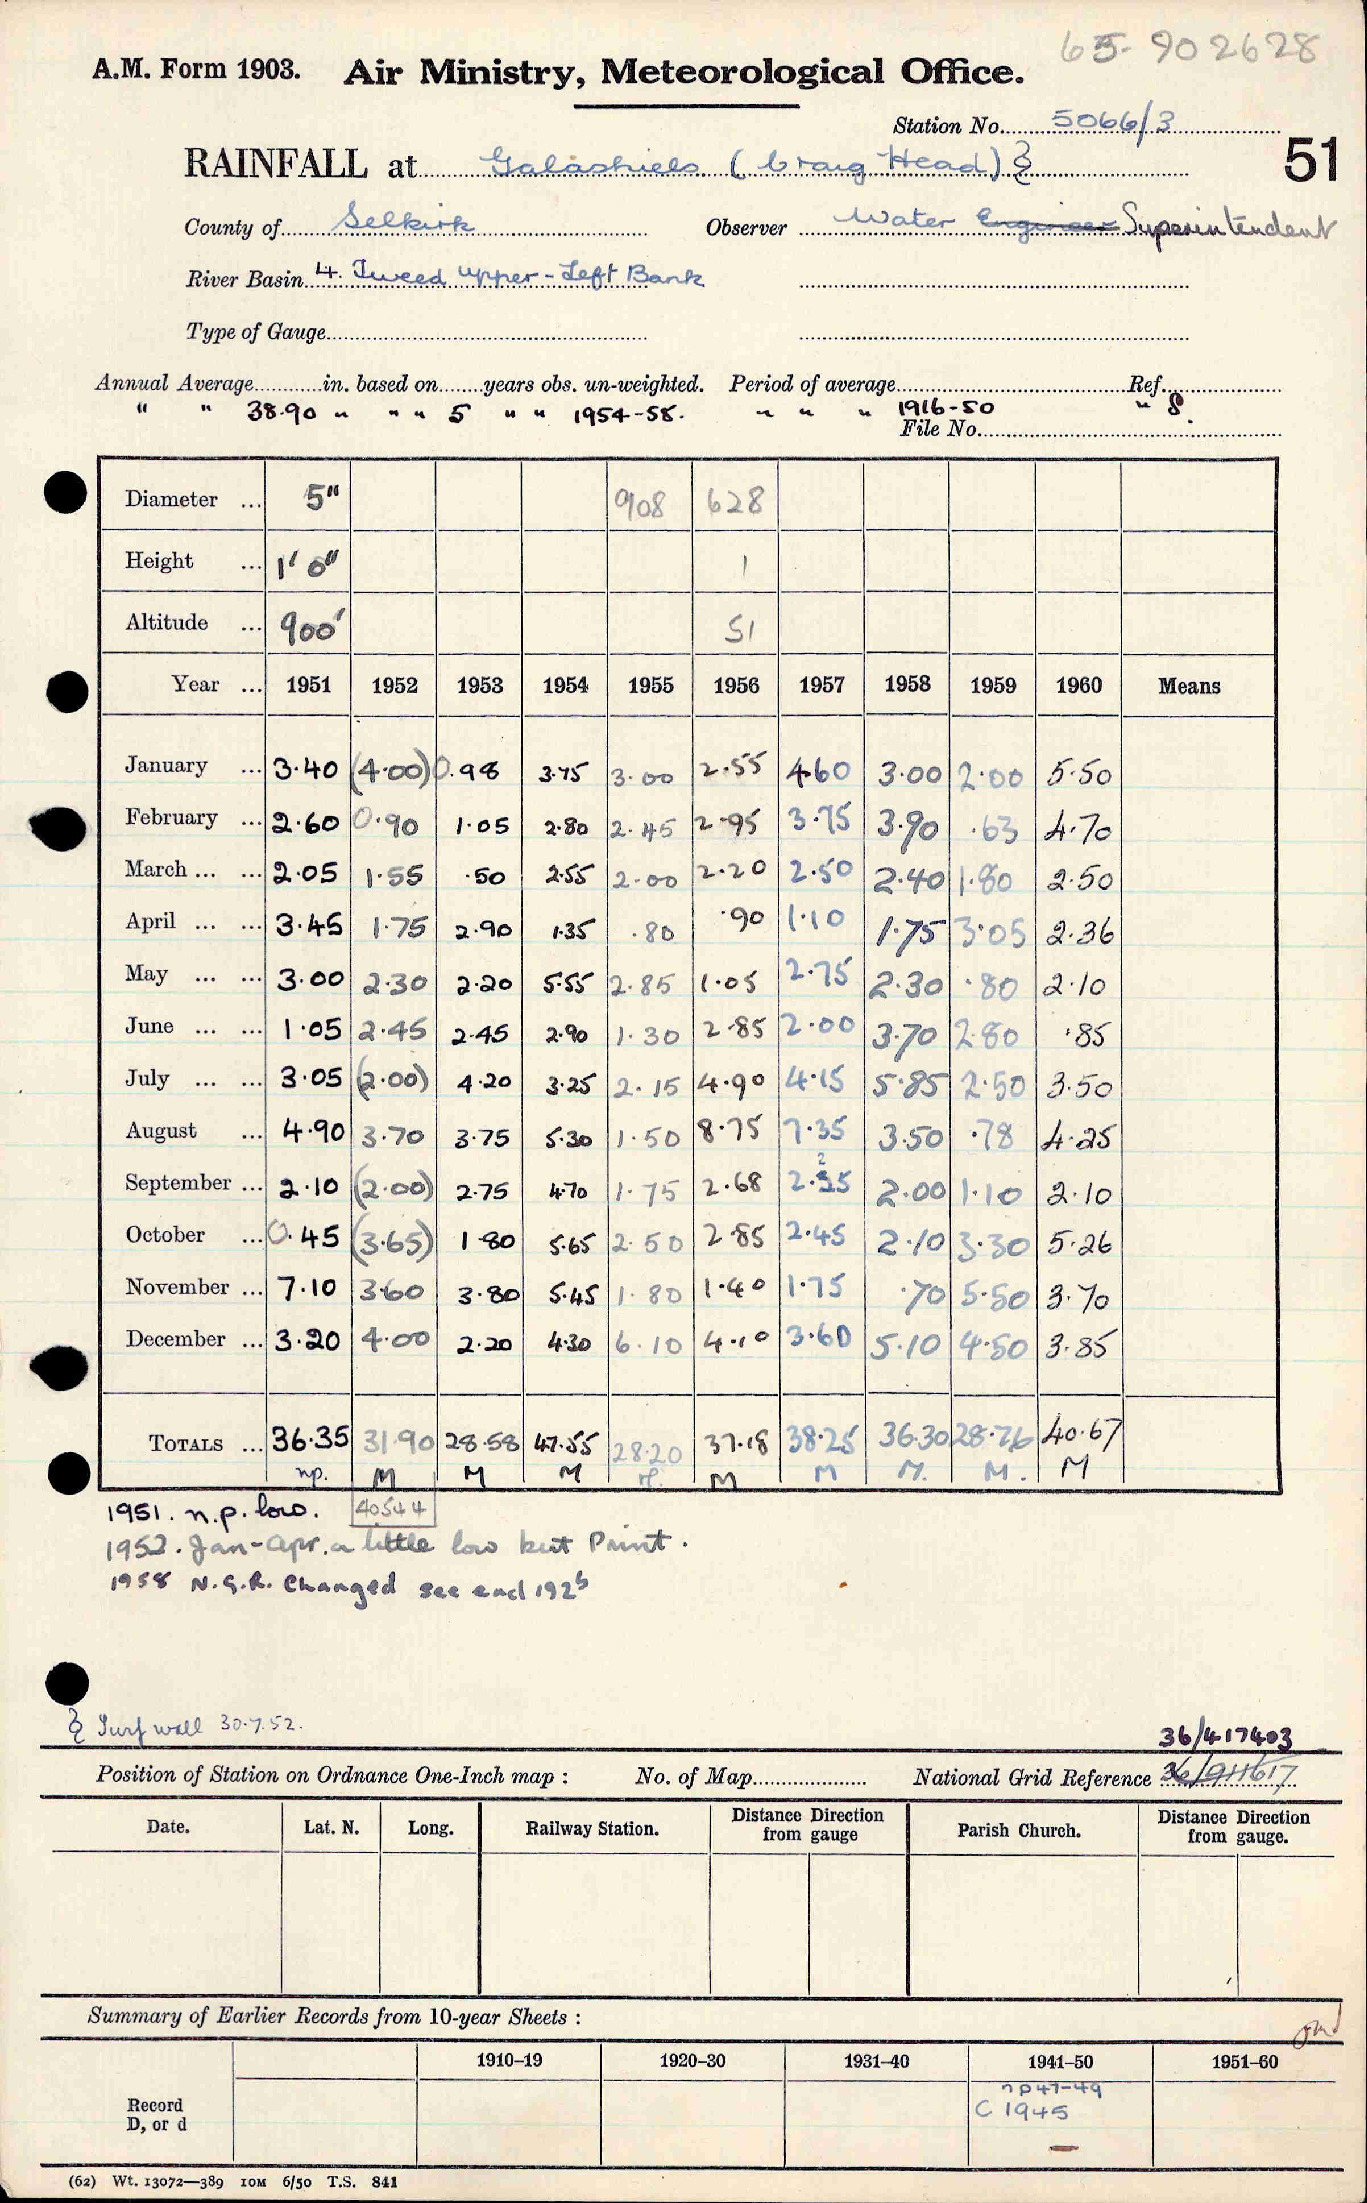 65- 902628
A.M. Form 1903. Air Ministry, Meteorological Office.
Station No. 5066/3
RAINFALL at Galashiels (Craig Head) 51
County of Selkirk Observer Water Engineer Superintendent
River Basin 4. Tweed upper - Left Bank
Type of Gauge
Annual Average in. based on years obs. un-weighted. Period of average Ref.
" " 38.90 " " " 5 " " 1954-58. " " " 1916-50 " 8.
File No.
Diameter ... 5" 908 628
Height ... 1' 0" 1
Altitude ... 900' 51
Year ... 1951 1952 1953 1954 1955 1956 1957 1958 1959 1960 Means
January ... 3.40 (4.00) 0.98 3.75 3.00 2.55 4.60 3.00 2.00 5.50
February ... 2.60 0.90 1.05 2.80 2.45 2.95 3.75 3.90 .63 4.70
March ... ... 2.05 1.55 .50 2.55 2.00 2.20 2.50 2.40 1.80 2.50
April ... ... 3.45 1.75 2.90 1.35 .80 .90 1.10 1.75 3.05 2.36
May ... ... 3.00 2.30 2.20 5.55 2.85 1.05 2.75 2.30 .80 2.10
June ... ... 1.05 2.45 2.45 2.90 1.30 2.85 2.00 3.70 2.80 .85
July ... ... 3.05 (2.00) 4.20 3.25 2.15 4.90 4.15 5.85 2.50 3.50
August ... 4.90 3.70 3.75 5.30 1.50 8.75 7.35 3.50 .78 4.25
September ... 2.10 (2.00) 2.75 4.70 1.75 2.68 2.25 2.00 1.10 2.10
October ... 0.45 (3.65) 1.80 5.65 2.50 2.85 2.45 2.10 3.30 5.26
November ... 7.10 3.60 3.80 5.45 1.80 1.40 1.75 .70 5.50 3.70
December ... 3.20 4.00 2.20 4.30 6.10 4.10 3.60 5.10 4.50 3.85
TOTALS ... 36.35 31.90 28.58 47.55 28.20 37.18 38.25 36.30 28.76 40.67
np. M M M M. M M M. M. M
1951. n.p. low. 40544
1952. Jan-Apr. a little low but Print.
1958 N.G.R. Changed see end 1926
Turf wall 30.7.52.
36/417403
Position of Station on Ordnance One-Inch map : No. of Map National Grid Reference 36/911617
Date. Lat. N. Long. Railway Station. Distance Direction from gauge Parish Church. Distance Direction from gauge.
Summary of Earlier Records from 10-year Sheets :
1910–19 1920–30 1931–40 1941–50 1951–60
np 47-49
Record C 1945
D, or d
(62) Wt. 13072—389 10M 6/50 T.S. 841